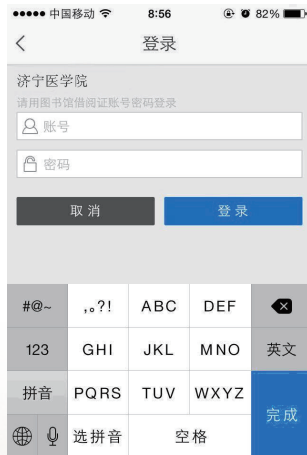 中国移动 8:56 82%
登录
济宁医学院
请用图书馆借阅证账号密码登录
账号
密码
取消 登录
#@~ ,。?! ABC DEF
123 GHI JKL MNO 英文
拼音 PQRS TUV WXYZ
完成
选拼音 空格